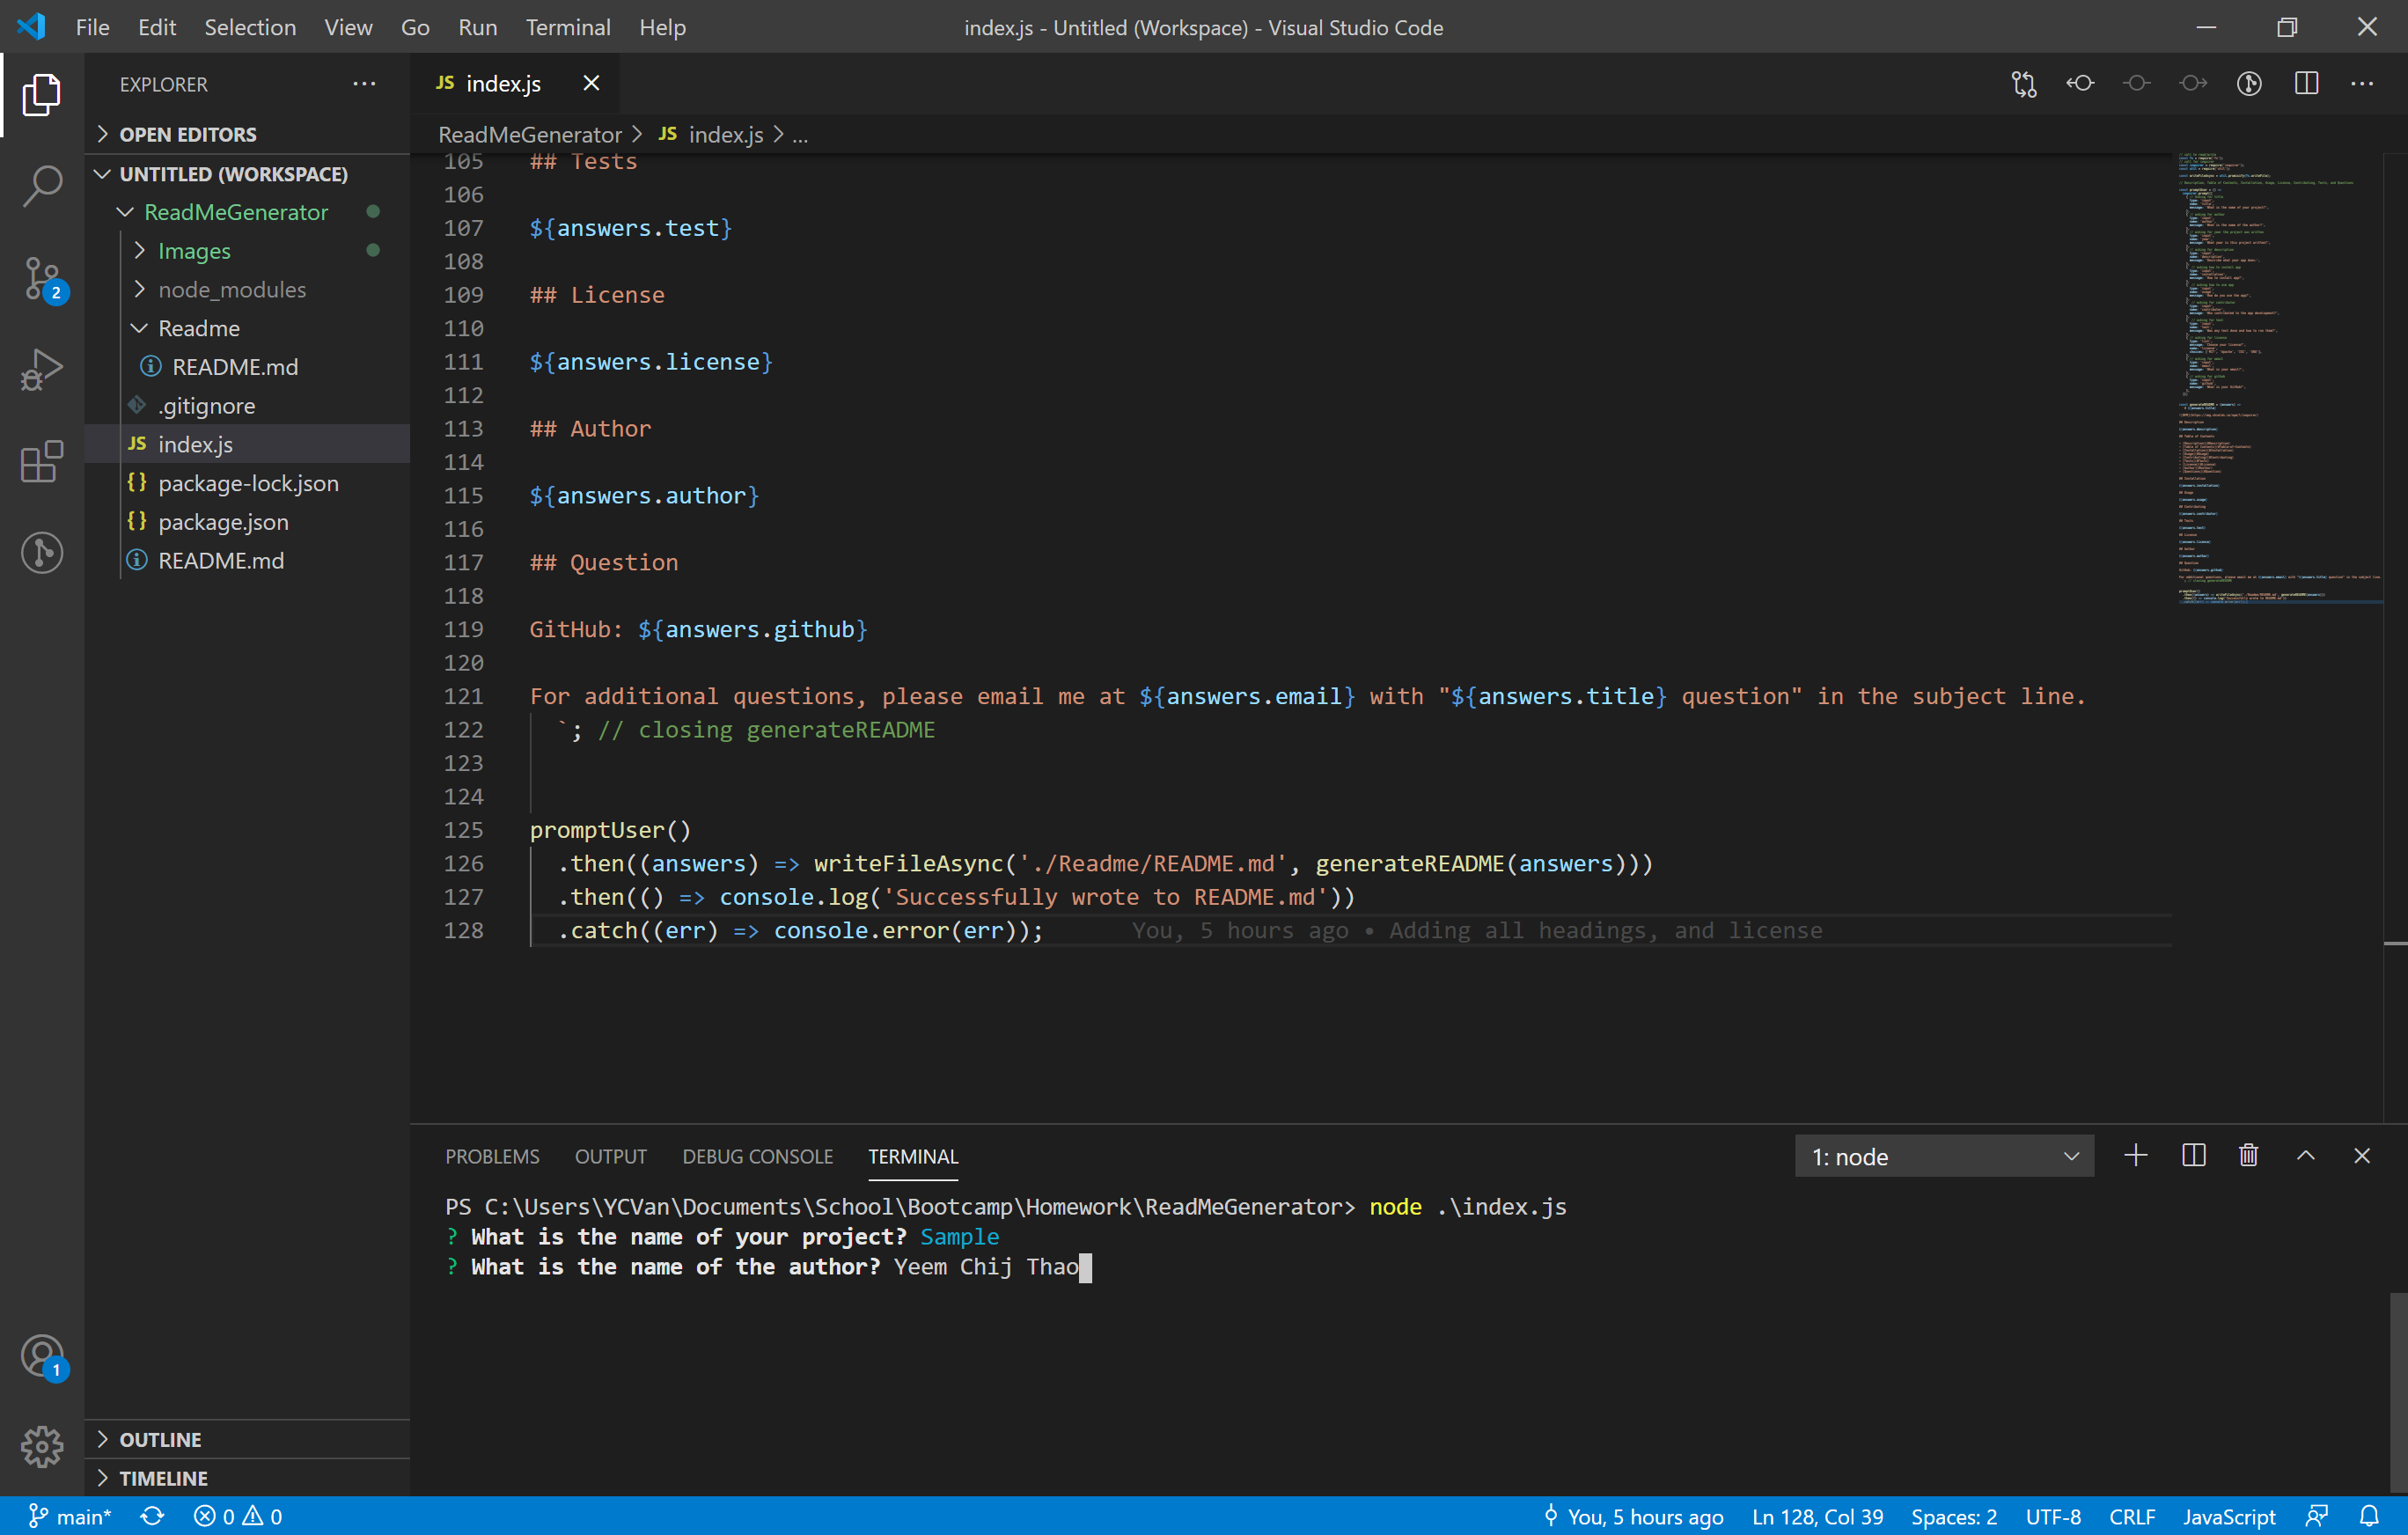 File Edit Selection View Go Run Terminal Help
index.js - Untitled (Workspace) - Visual Studio Code
EXPLORER
OPEN EDITORS
UNTITLED (WORKSPACE)
ReadMeGenerator
Images
node_modules
Readme
README.md
.gitignore
JS index.js
{} package-lock.json
{} package.json
README.md
OUTLINE
TIMELINE
2
1
JS index.js
ReadMeGenerator > JS index.js > ...
105 ## Tests
106
107 ${answers.test}
108
109 ## License
110
111 ${answers.license}
112
113 ## Author
114
115 ${answers.author}
116
117 ## Question
118
119 GitHub: ${answers.github}
120
121 For additional questions, please email me at ${answers.email} with "${answers.title} question" in the subject line.
122 `; // closing generateREADME
123
124
125 promptUser()
126 .then((answers) => writeFileAsync('./Readme/README.md', generateREADME(answers)))
127 .then(() => console.log('Successfully wrote to README.md'))
128 .catch((err) => console.error(err)); You, 5 hours ago • Adding all headings, and license
PROBLEMS OUTPUT DEBUG CONSOLE TERMINAL
1: node
PS C:\Users\YCVan\Documents\School\Bootcamp\Homework\ReadMeGenerator> node .\index.js
? What is the name of your project? Sample
? What is the name of the author? Yeem Chij Thao
main* 0 0
You, 5 hours ago Ln 128, Col 39 Spaces: 2 UTF-8 CRLF JavaScript